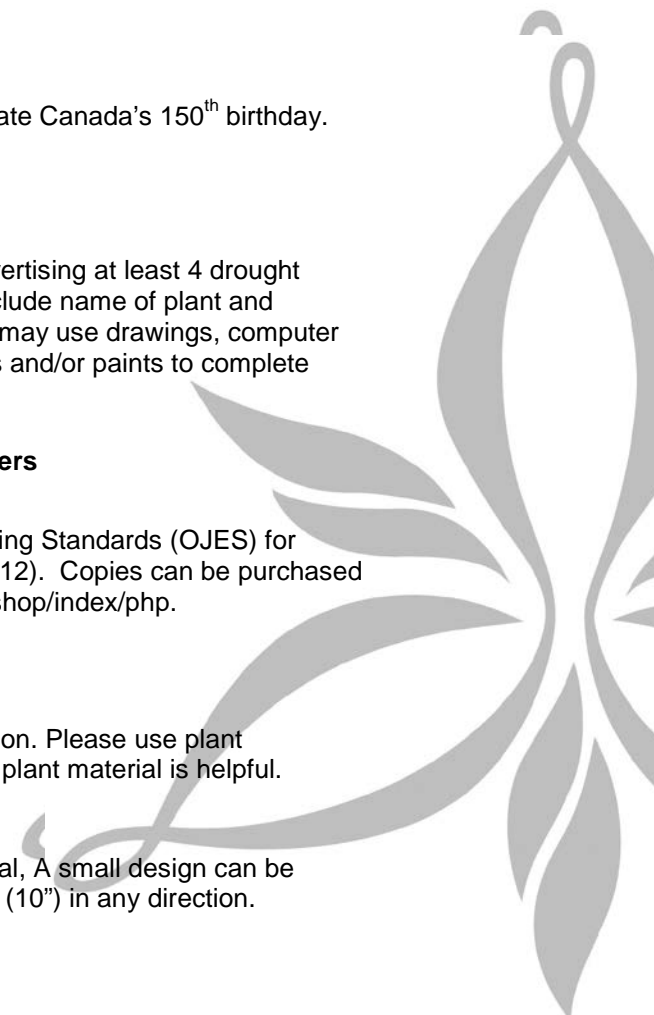 ate Canada's 150th birthday.
ertising at least 4 drought
clude name of plant and
may use drawings, computer
s and/or paints to complete
ers
ing Standards (OJES) for
12). Copies can be purchased
shop/index/php.
on. Please use plant
plant material is helpful.
al, A small design can be
(10”) in any direction.